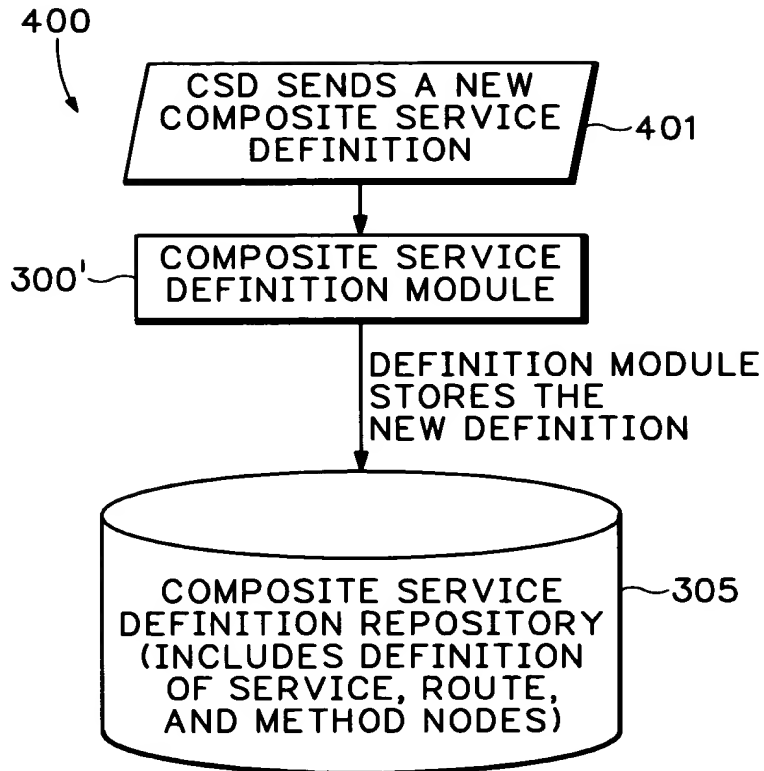 400
CSD SENDS A NEW
COMPOSITE SERVICE
DEFINITION
401
300'
COMPOSITE SERVICE
DEFINITION MODULE
DEFINITION MODULE
STORES THE
NEW DEFINITION
COMPOSITE SERVICE
DEFINITION REPOSITORY
(INCLUDES DEFINITION
OF SERVICE, ROUTE,
AND METHOD NODES)
305